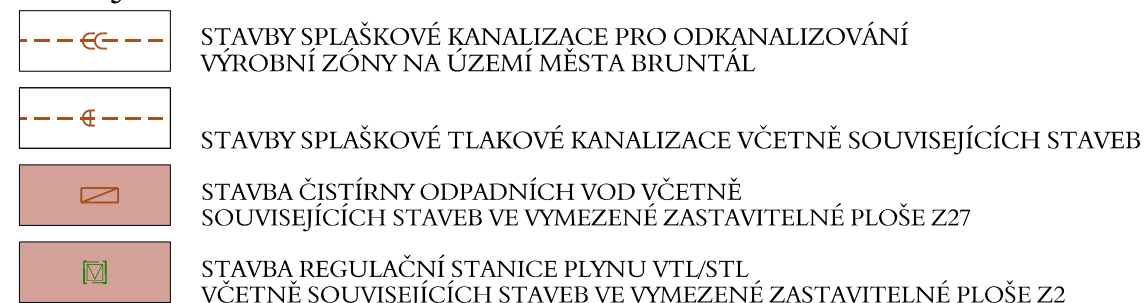 STAVBY SPLAŠKOVÉ KANALIZACE PRO ODKANALIZOVÁNÍ
VÝROBNÍ ZÓNY NA ÚZEMÍ MĚSTA BRUNTÁL
STAVBY SPLAŠKOVÉ TLAKOVÉ KANALIZACE VČETNĚ SOUVISEJÍCÍCH STAVEB
STAVBA ČISTÍRNY ODPADNÍCH VOD VČETNĚ
SOUVISEJÍCÍCH STAVEB VE VYMEZENÉ ZASTAVITELNÉ PLOŠE Z27
STAVBA REGULAČNÍ STANICE PLYNU VTL/STL
VČETNĚ SOUVISEJÍCÍCH STAVEB VE VYMEZENÉ ZASTAVITELNÉ PLOŠE Z2